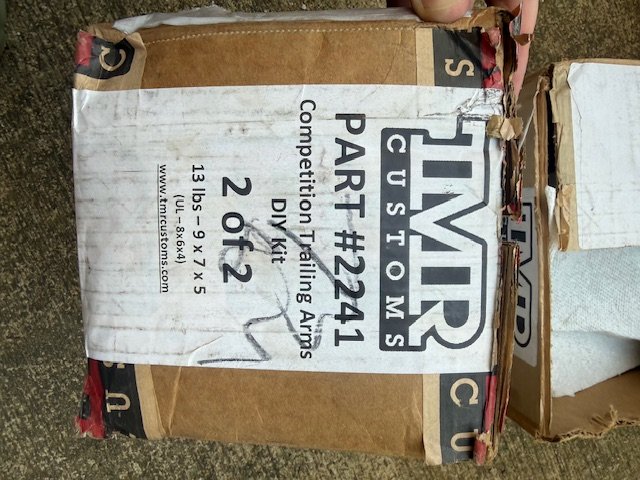 TMR
CUSTOMS
PART #2241
Competition Trailing Arms
DIY Kit
2 of 2
13 lbs – 9 x 7 x 5
(UL – 8x6x4)
www.tmrcustoms.com
C
S
U
C U
TMR